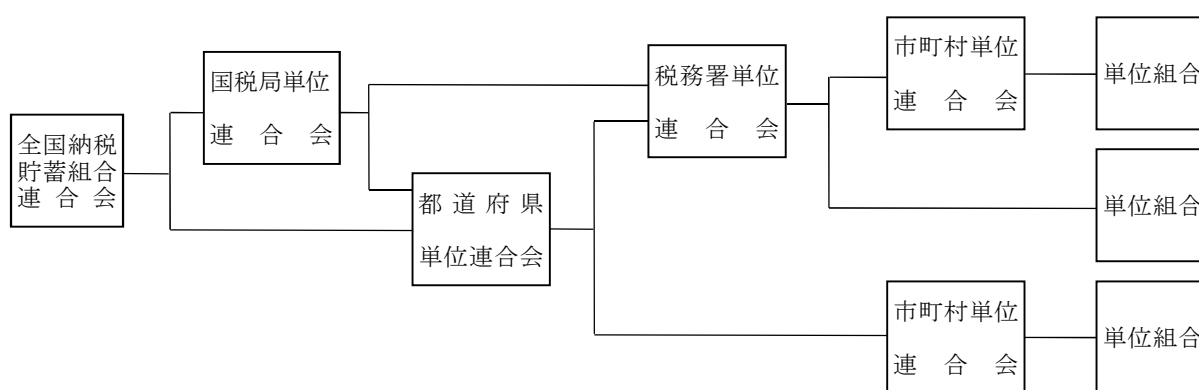 全国納税
貯蓄組合
連合会
国税局単位
連合会
都道府県
単位連合会
税務署単位
連合会
市町村単位
連合会
単位組合
単位組合
市町村単位
連合会
単位組合